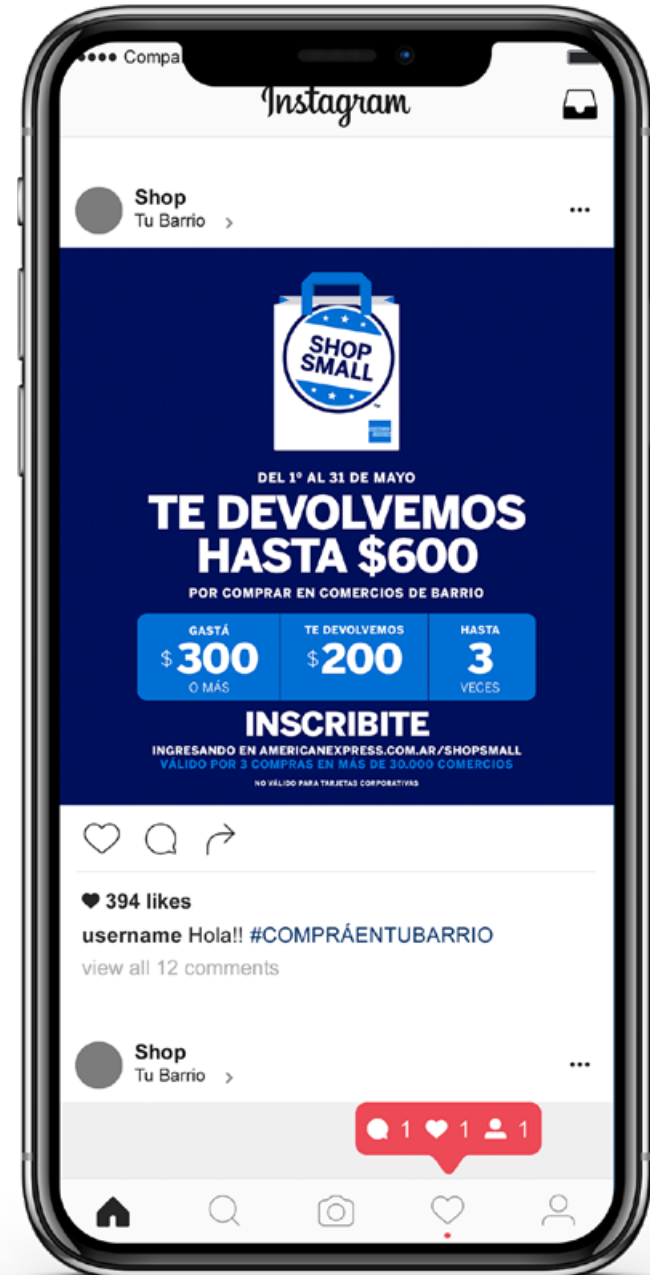 Compa
Instagram
Shop
Tu Barrio
SHOP
SMALL
DEL 1º AL 31 DE MAYO
TE DEVOLVEMOS
HASTA $600
POR COMPRAR EN COMERCIOS DE BARRIO
GASTÁ
$300
O MÁS
TE DEVOLVEMOS
$200
HASTA
3
VECES
INSCRIBITE
INGRESANDO EN AMERICANEXPRESS.COM.AR/SHOPSMALL
VÁLIDO POR 3 COMPRAS EN MÁS DE 30.000 COMERCIOS
NO VÁLIDO PARA TARJETAS CORPORATIVAS
394 likes
username Hola!! #COMPRÁENTUBARRIO
view all 12 comments
Shop
Tu Barrio
1 1 1